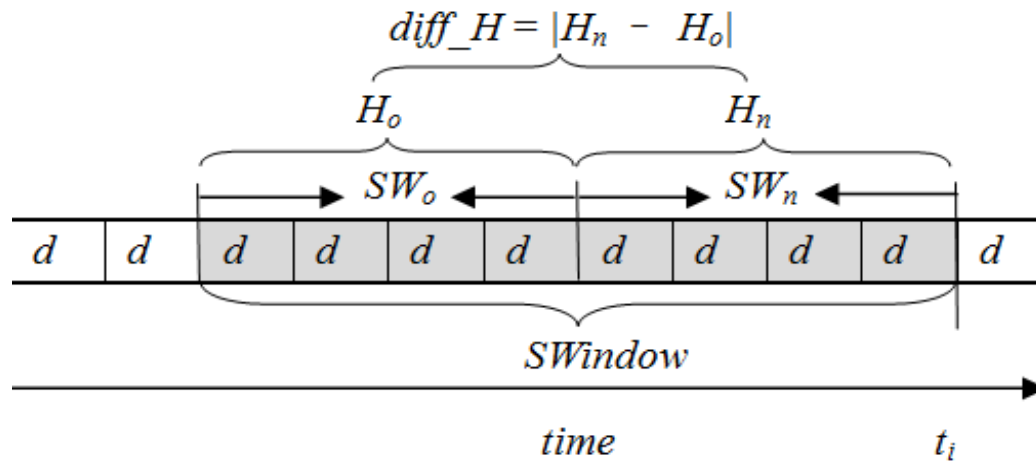 diff_H = |Hₙ - Hₒ|
Hₒ Hₙ
SWₒ SWₙ
d d d d d d d d d d d
SWindow
time tᵢ